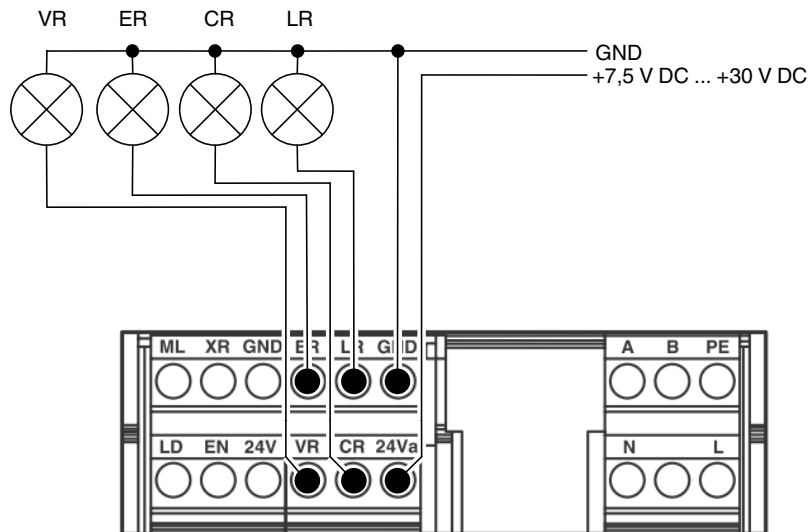 VR ER CR LR
GND
+7,5 V DC ... +30 V DC
ML XR GND ER LR GND
A B PE
LD EN 24V VR CR 24Va
N L